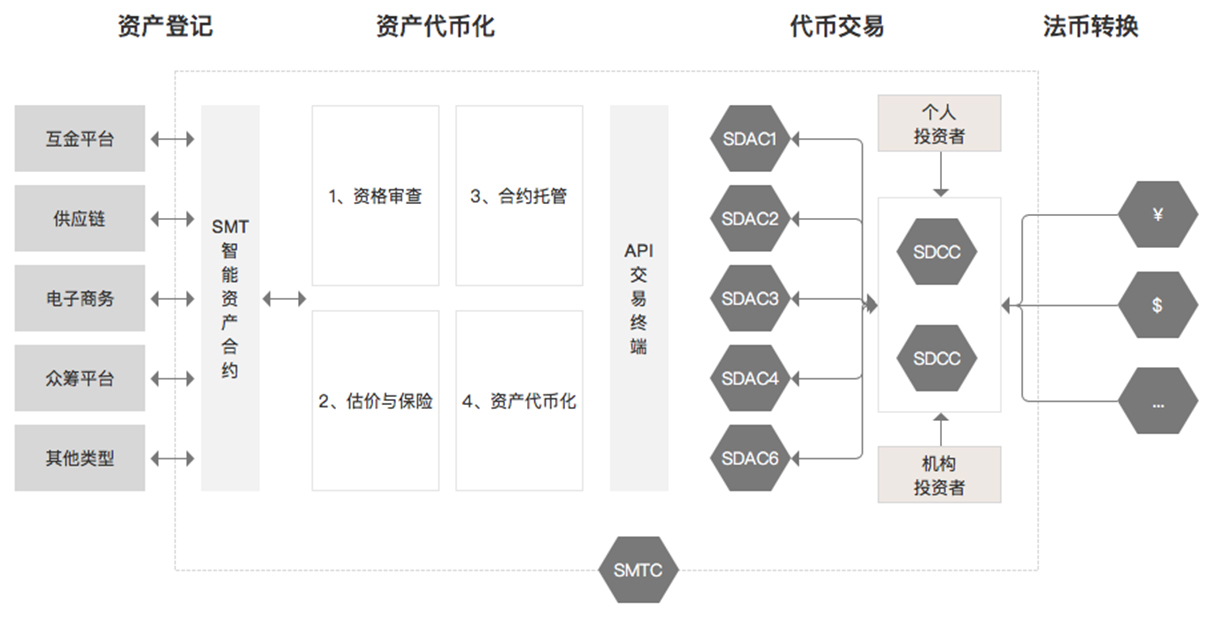 资产登记
资产代币化
代币交易
法币转换
互金平台
供应链
电子商务
众筹平台
其他类型
SMT
智
能
资
产
合
约
1、资格审查
3、合约托管
2、估价与保险
4、资产代币化
API
交
易
终
端
SDAC1
SDAC2
SDAC3
SDAC4
SDAC6
个人
投资者
SDCC
SDCC
机构
投资者
¥
$
...
SMTC